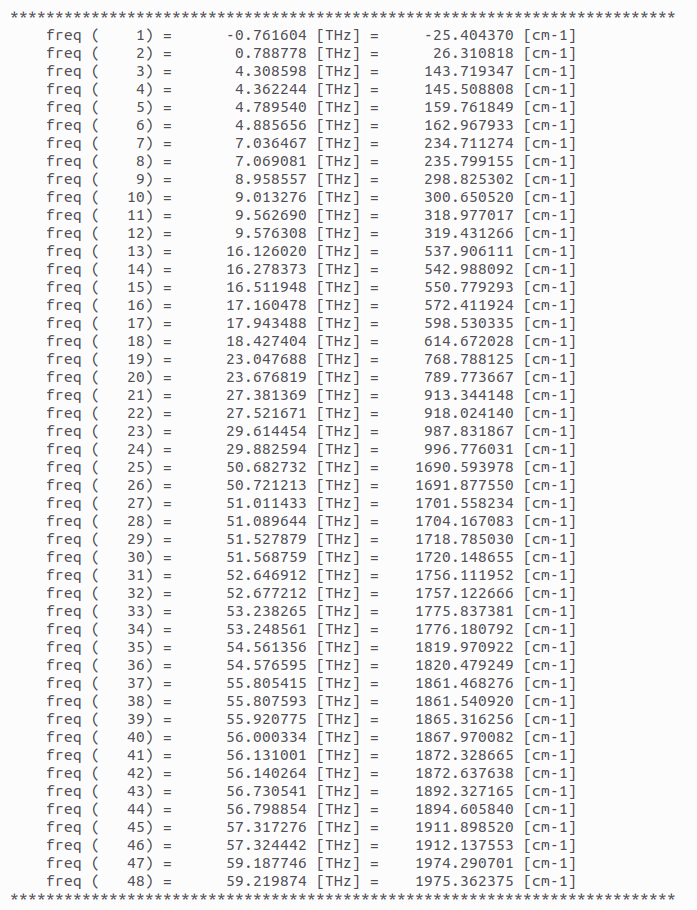 **************************************************************************
freq (    1) =      -0.761604 [THz] =     -25.404370 [cm-1]
freq (    2) =       0.788778 [THz] =      26.310818 [cm-1]
freq (    3) =       4.308598 [THz] =     143.719347 [cm-1]
freq (    4) =       4.362244 [THz] =     145.508808 [cm-1]
freq (    5) =       4.789540 [THz] =     159.761849 [cm-1]
freq (    6) =       4.885656 [THz] =     162.967933 [cm-1]
freq (    7) =       7.036467 [THz] =     234.711274 [cm-1]
freq (    8) =       7.069081 [THz] =     235.799155 [cm-1]
freq (    9) =       8.958557 [THz] =     298.825302 [cm-1]
freq (   10) =       9.013276 [THz] =     300.650520 [cm-1]
freq (   11) =       9.562690 [THz] =     318.977017 [cm-1]
freq (   12) =       9.576308 [THz] =     319.431266 [cm-1]
freq (   13) =      16.126020 [THz] =     537.906111 [cm-1]
freq (   14) =      16.278373 [THz] =     542.988092 [cm-1]
freq (   15) =      16.511948 [THz] =     550.779293 [cm-1]
freq (   16) =      17.160478 [THz] =     572.411924 [cm-1]
freq (   17) =      17.943488 [THz] =     598.530335 [cm-1]
freq (   18) =      18.427404 [THz] =     614.672028 [cm-1]
freq (   19) =      23.047688 [THz] =     768.788125 [cm-1]
freq (   20) =      23.676819 [THz] =     789.773667 [cm-1]
freq (   21) =      27.381369 [THz] =     913.344148 [cm-1]
freq (   22) =      27.521671 [THz] =     918.024140 [cm-1]
freq (   23) =      29.614454 [THz] =     987.831867 [cm-1]
freq (   24) =      29.882594 [THz] =     996.776031 [cm-1]
freq (   25) =      50.682732 [THz] =    1690.593978 [cm-1]
freq (   26) =      50.721213 [THz] =    1691.877550 [cm-1]
freq (   27) =      51.011433 [THz] =    1701.558234 [cm-1]
freq (   28) =      51.089644 [THz] =    1704.167083 [cm-1]
freq (   29) =      51.527879 [THz] =    1718.785030 [cm-1]
freq (   30) =      51.568759 [THz] =    1720.148655 [cm-1]
freq (   31) =      52.646912 [THz] =    1756.111952 [cm-1]
freq (   32) =      52.677212 [THz] =    1757.122666 [cm-1]
freq (   33) =      53.238265 [THz] =    1775.837381 [cm-1]
freq (   34) =      53.248561 [THz] =    1776.180792 [cm-1]
freq (   35) =      54.561356 [THz] =    1819.970922 [cm-1]
freq (   36) =      54.576595 [THz] =    1820.479249 [cm-1]
freq (   37) =      55.805415 [THz] =    1861.468276 [cm-1]
freq (   38) =      55.807593 [THz] =    1861.540920 [cm-1]
freq (   39) =      55.920775 [THz] =    1865.316256 [cm-1]
freq (   40) =      56.000334 [THz] =    1867.970082 [cm-1]
freq (   41) =      56.131001 [THz] =    1872.328665 [cm-1]
freq (   42) =      56.140264 [THz] =    1872.637638 [cm-1]
freq (   43) =      56.730541 [THz] =    1892.327165 [cm-1]
freq (   44) =      56.798854 [THz] =    1894.605840 [cm-1]
freq (   45) =      57.317276 [THz] =    1911.898520 [cm-1]
freq (   46) =      57.324442 [THz] =    1912.137553 [cm-1]
freq (   47) =      59.187746 [THz] =    1974.290701 [cm-1]
freq (   48) =      59.219874 [THz] =    1975.362375 [cm-1]
**************************************************************************